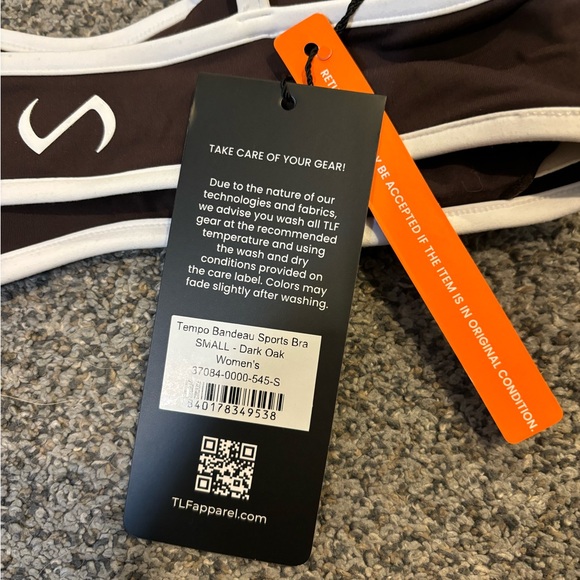 TAKE CARE OF YOUR GEAR!
Due to the nature of our
technologies and fabrics,
we advise you wash all TLF
gear at the recommended
temperature and using
the wash and dry
conditions provided on
the care label. Colors may
fade slightly after washing.
Tempo Bandeau Sports Bra
SMALL - Dark Oak
Women's
37084-0000-545-S
840178349538
TLFapparel.com
BE ACCEPTED IF THE ITEM IS IN ORIGINAL CONDITION.